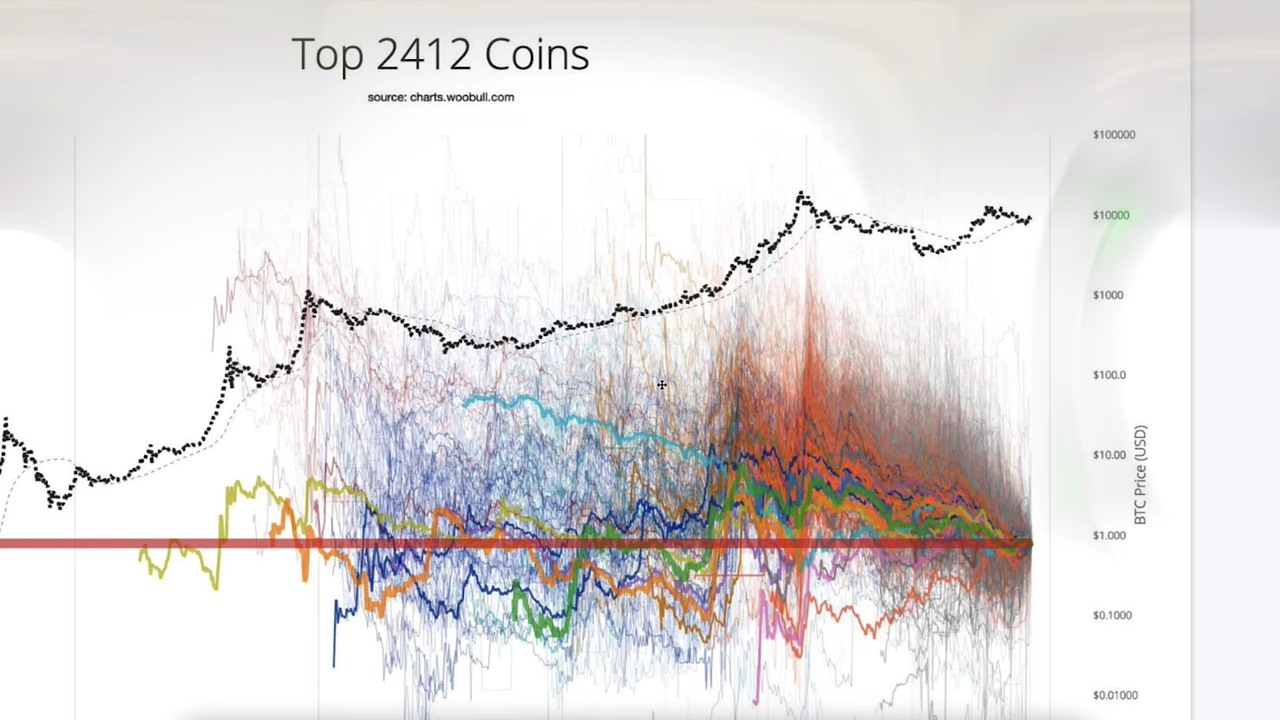 Top 2412 Coins
source: charts.woobull.com
$100000
$10000
$1000
$100.0
$10.00
BTC Price (USD)
$1.000
$0.1000
$0.01000